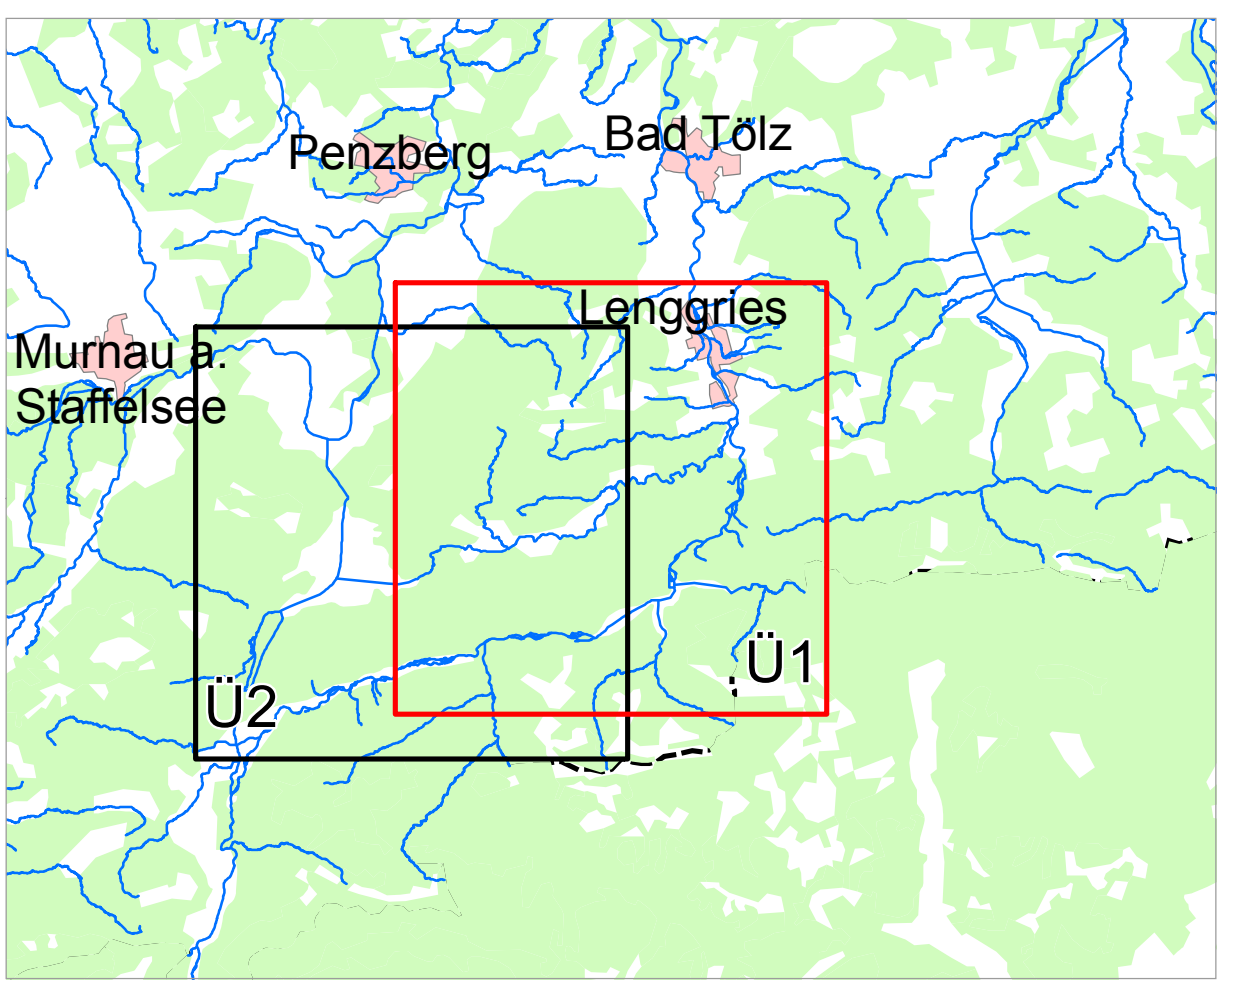 Bad Tölz
Penzberg
Lenggries
Murnau a.
Staffelsee
Ü1
Ü2